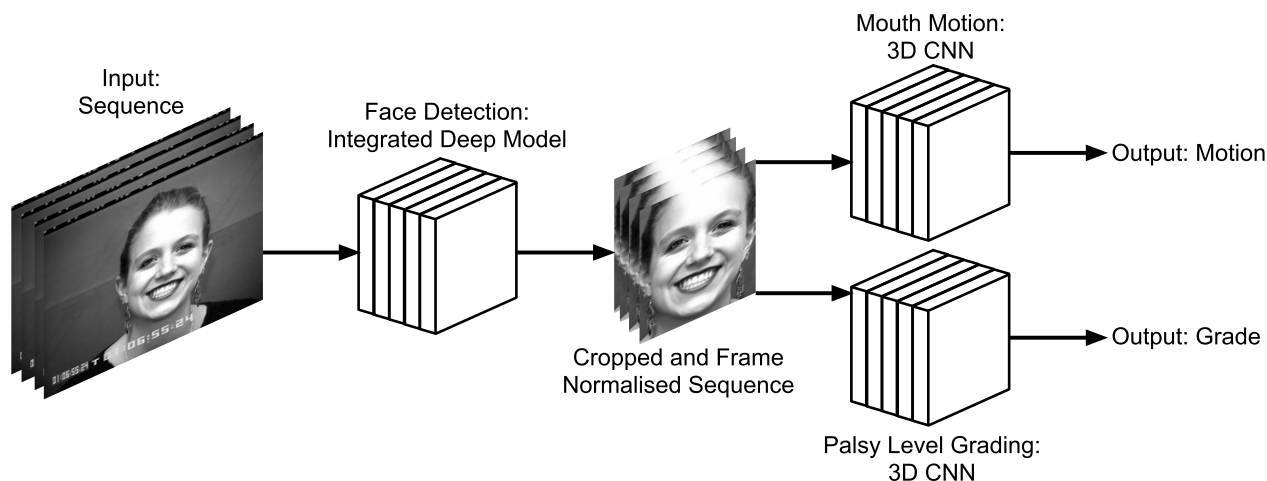 Input:
Sequence
Face Detection:
Integrated Deep Model
Cropped and Frame
Normalised Sequence
Mouth Motion:
3D CNN
Output: Motion
Palsy Level Grading:
3D CNN
Output: Grade